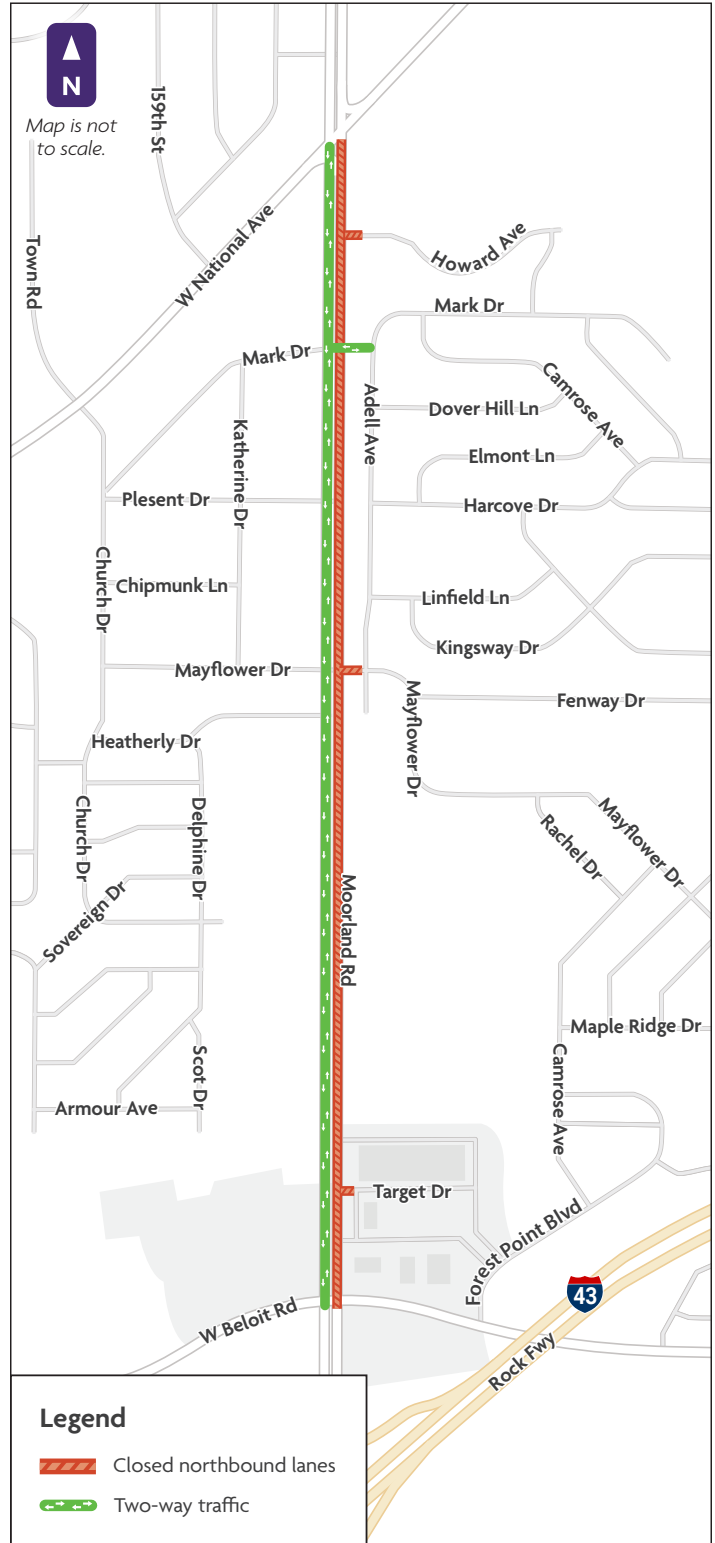 N
Map is not
to scale.
159th St
Town Rd
W National Ave
Howard Ave
Mark Dr
Mark Dr
Camrose Ave
Adell Ave
Dover Hill Ln
Katherine Dr
Elmont Ln
Plesent Dr
Harcove Dr
Church Dr
Chipmunk Ln
Linfield Ln
Kingsway Dr
Mayflower Dr
Mayflower Dr
Fenway Dr
Heatherly Dr
Church Dr
Delphine Dr
Mayflower Dr
Rachel Dr
Sovereign Dr
Moorland Rd
Maple Ridge Dr
Scot Dr
Camrose Ave
Armour Ave
Target Dr
Forest Point Blvd
43
W Beloit Rd
Rock Fwy
Legend
Closed northbound lanes
Two-way traffic